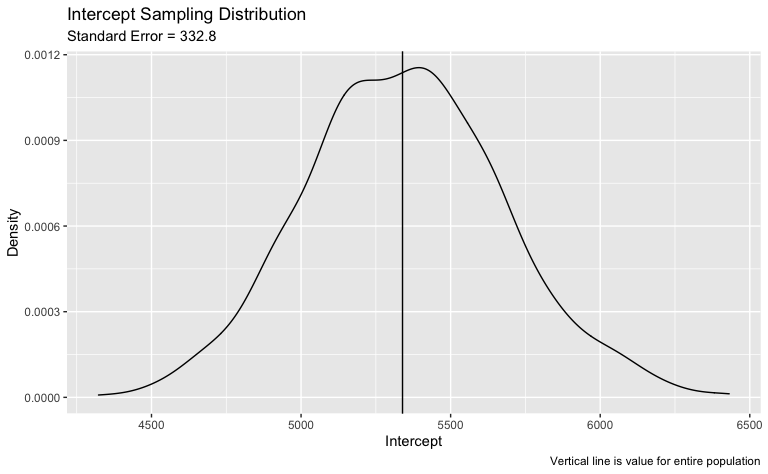 Intercept Sampling Distribution
Standard Error = 332.8
0.0012
0.0009
0.0006
0.0003
0.0000
Density
4500 5000 5500 6000 6500
Intercept
Vertical line is value for entire population